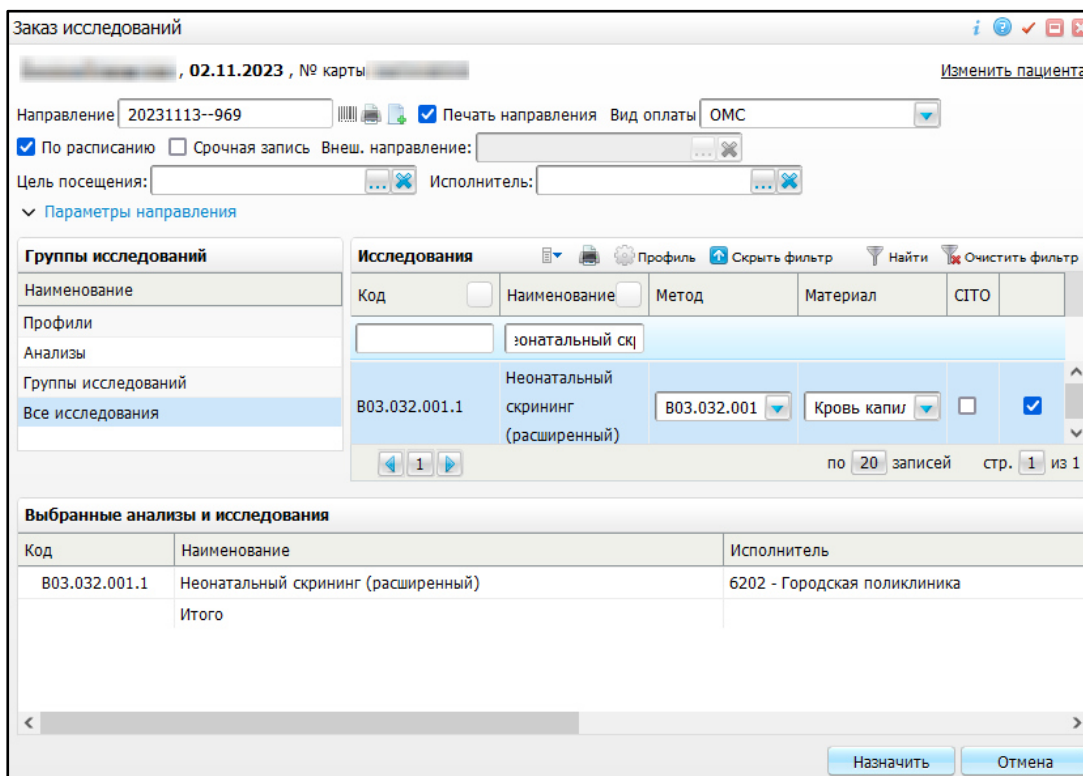 Заказ исследований
, 02.11.2023 , № карты
Изменить пациента
Направление 20231113--969 Печать направления Вид оплаты ОМС
По расписанию Срочная запись Внеш. направление: ...
Цель посещения: ... Исполнитель: ...
Параметры направления
Группы исследований
Наименование
Профили
Анализы
Группы исследований
Все исследования
Исследования Профиль Скрыть фильтр Найти Очистить фильтр
Код Наименование Метод Материал CITO
еонатальный ск
B03.032.001.1 Неонатальный скрининг (расширенный) B03.032.001 Кровь капил
1 по 20 записей стр. 1 из 1
Выбранные анализы и исследования
Код Наименование Исполнитель
B03.032.001.1 Неонатальный скрининг (расширенный) 6202 - Городская поликлиника
Итого
Назначить Отмена